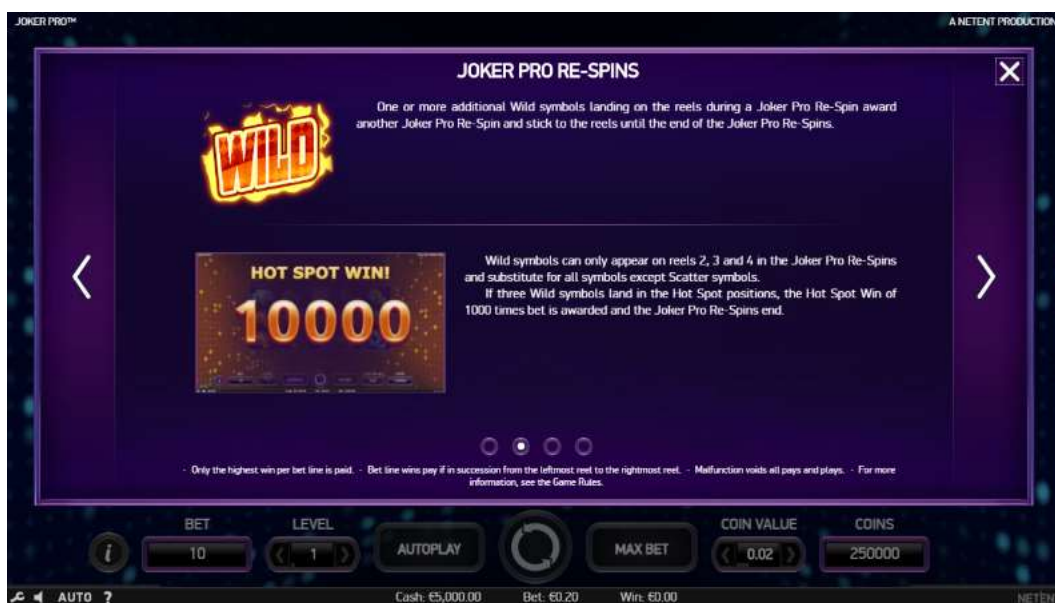 JOKER PRO™
A NETENT PRODUCTION
JOKER PRO RE-SPINS
One or more additional Wild symbols landing on the reels during a Joker Pro Re-Spin award
another Joker Pro Re-Spin and stick to the reels until the end of the Joker Pro Re-Spins.
WILD
HOT SPOT WIN!
10000
Wild symbols can only appear on reels 2, 3 and 4 in the Joker Pro Re-Spins
and substitute for all symbols except Scatter symbols.
If three Wild symbols land in the Hot Spot positions, the Hot Spot Win of
1000 times bet is awarded and the Joker Pro Re-Spins end.
- Only the highest win per bet line is paid. - Bet line wins pay if in succession from the leftmost reel to the rightmost reel. - Malfunction voids all pays and plays. - For more
information, see the Game Rules.
BET
LEVEL
COIN VALUE
COINS
i
10
1
AUTOPLAY
MAX BET
0.02
250000
AUTO ?
Cash: €5,000.00
Bet: €0.20
Win: €0.00
NETEN